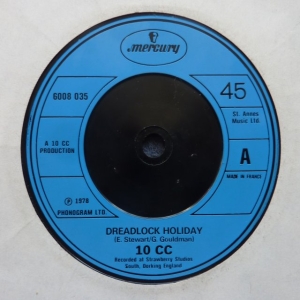 mercury
6008 035
45
St. Annes
Music Ltd.
A 10 CC
PRODUCTION
A
MADE IN FRANCE
℗ 1978
PHONOGRAM LTD
DREADLOCK HOLIDAY
(E. Stewart/G. Gouldman)
10 CC
Recorded at Strawberry Studios
South, Dorking England